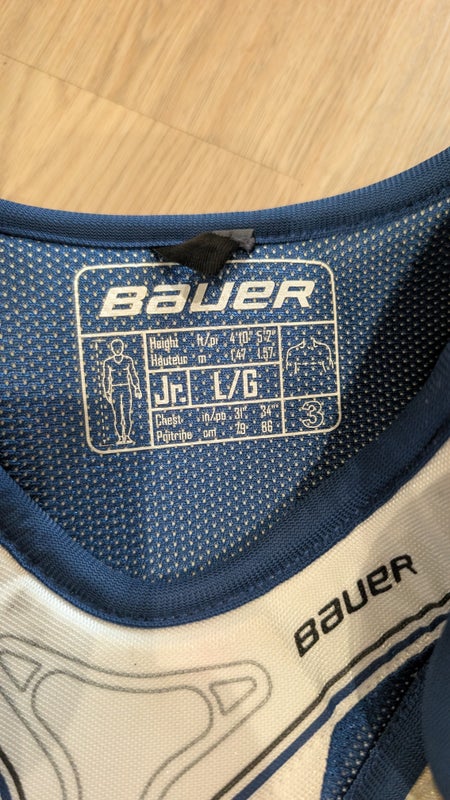 BAUER
Height ft/pi 4'10" 5'2"
Hauteur m 1.47 1.57
Jr. L/G
Chest in/po 31" 34"
Poitrine cm 79 86
3
BAUER